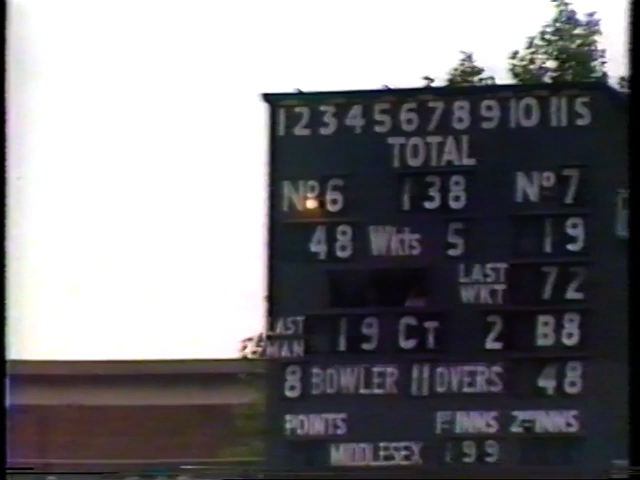 1 2 3 4 5 6 7 8 9 10 11 S
TOTAL
Nº 6 138 Nº 7
48 Wkts 5 19
LAST WKT 72
LAST MAN 19 CT 2 B8
8 BOWLER 11 OVERS 48
POINTS 1ST INNS 2ND INNS
MIDDLESEX 199